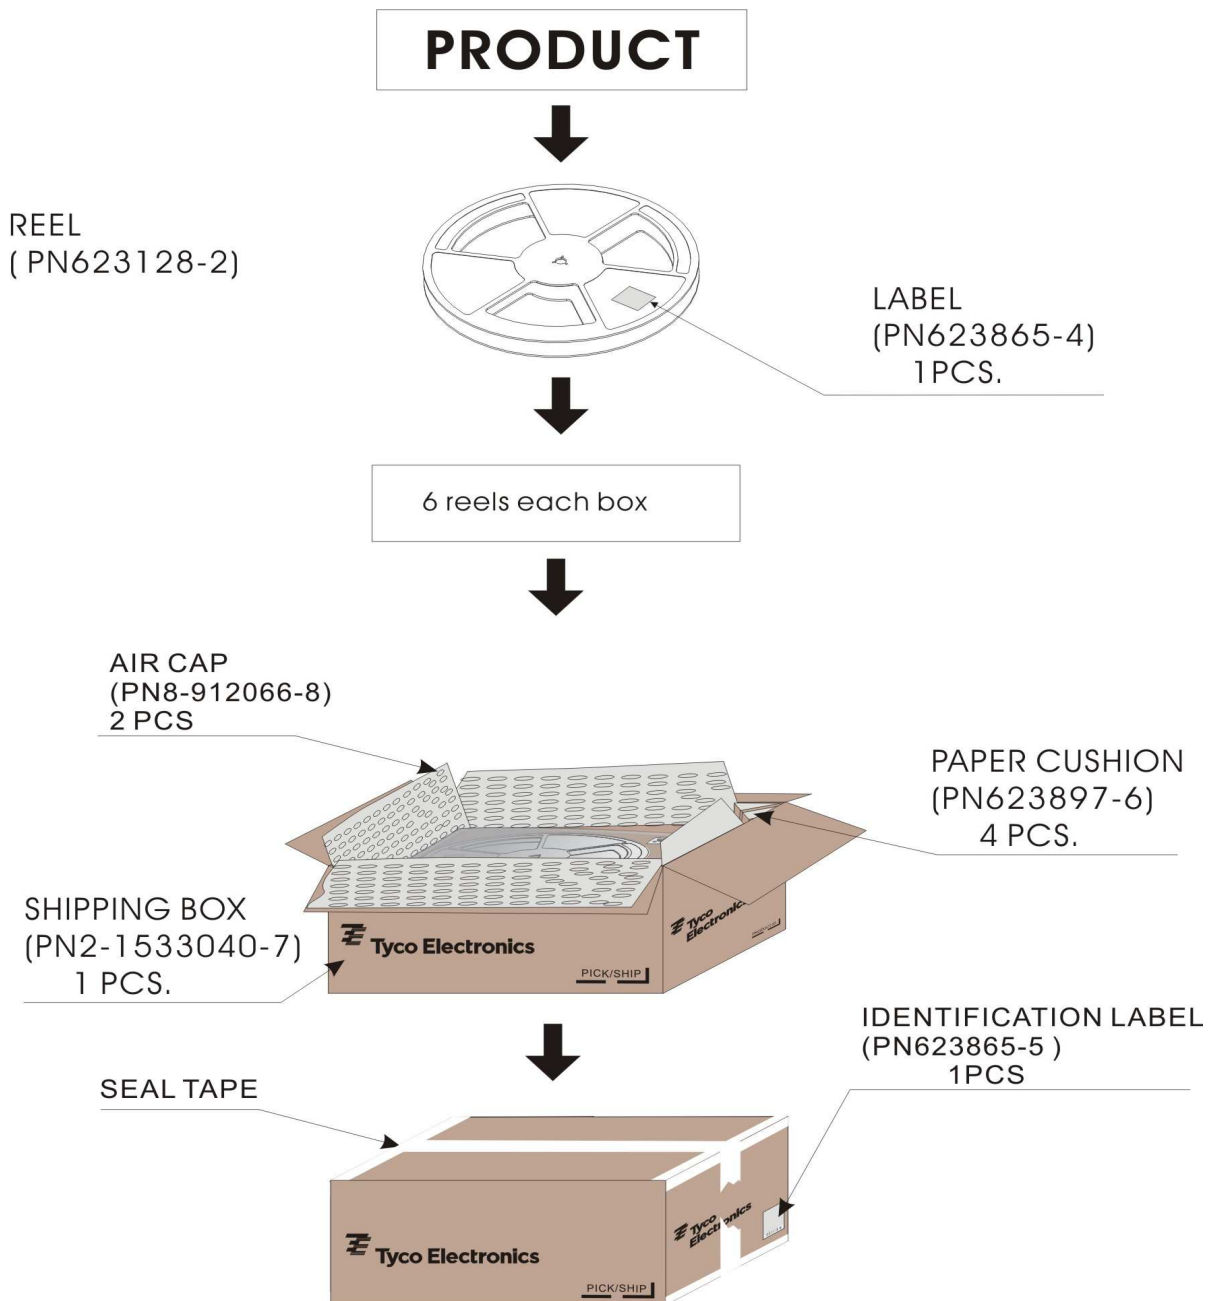 PRODUCT
REEL
( PN623128-2)
LABEL
(PN623865-4)
1PCS.
6 reels each box
AIR CAP
(PN8-912066-8)
2 PCS
PAPER CUSHION
(PN623897-6)
4 PCS.
SHIPPING BOX
(PN2-1533040-7)
1 PCS.
Tyco Electronics
PICK/SHIP
Tyco
Electronics
IDENTIFICATION LABEL
(PN623865-5 )
1PCS
SEAL TAPE
Tyco Electronics
PICK/SHIP
Tyco
Electronics